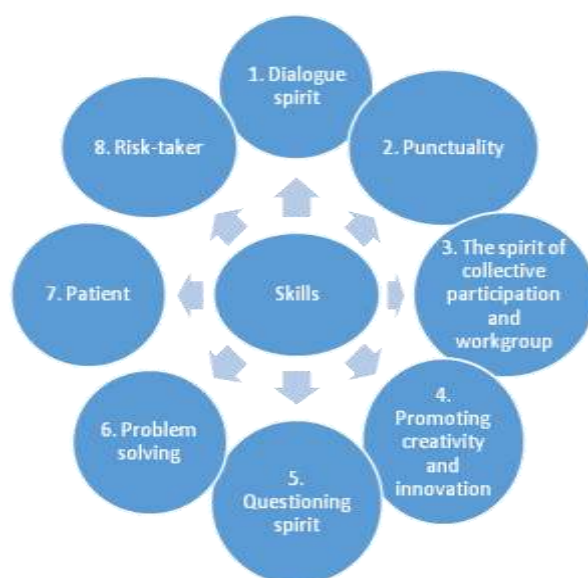 1. Dialogue
spirit
2. Punctuality
3. The spirit of
collective
participation
and
workgroup
4.
Promoting
creativity
and
innovation
5.
Questioning
spirit
6. Problem
solving
7. Patient
8. Risk-taker
Skills